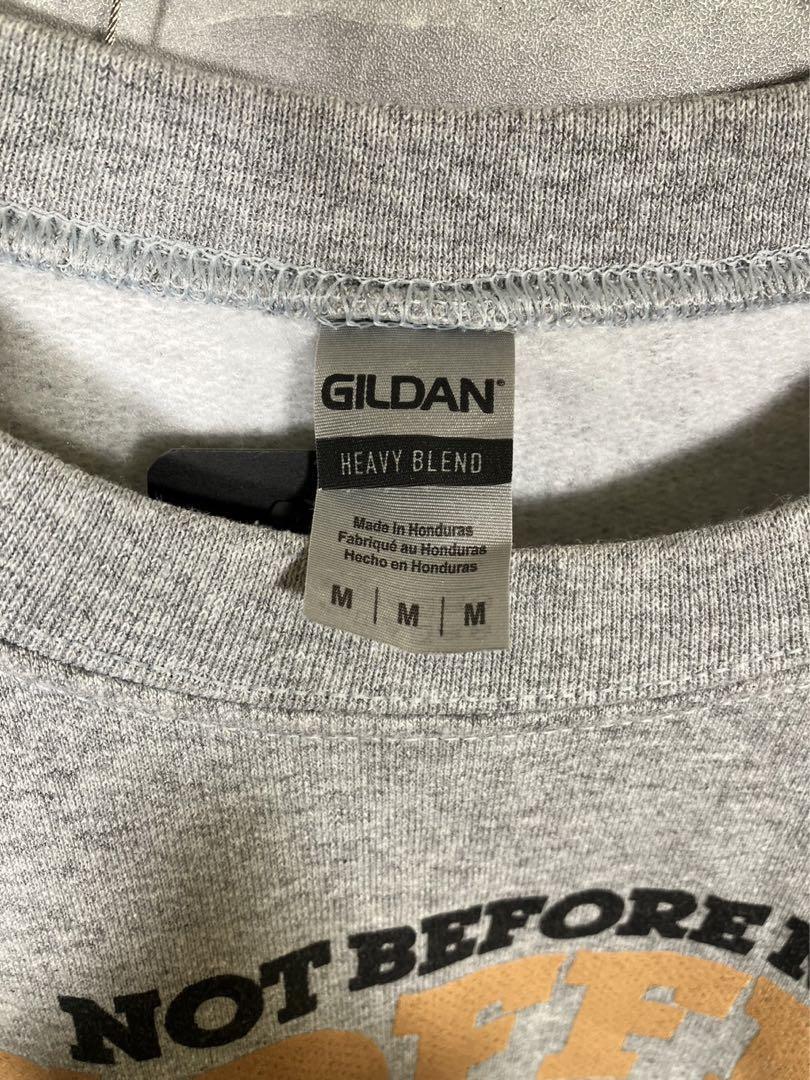 GILDAN®
HEAVY BLEND
Made in Honduras
Fabriqué au Honduras
Hecho en Honduras
M | M | M
NOT BEFORE